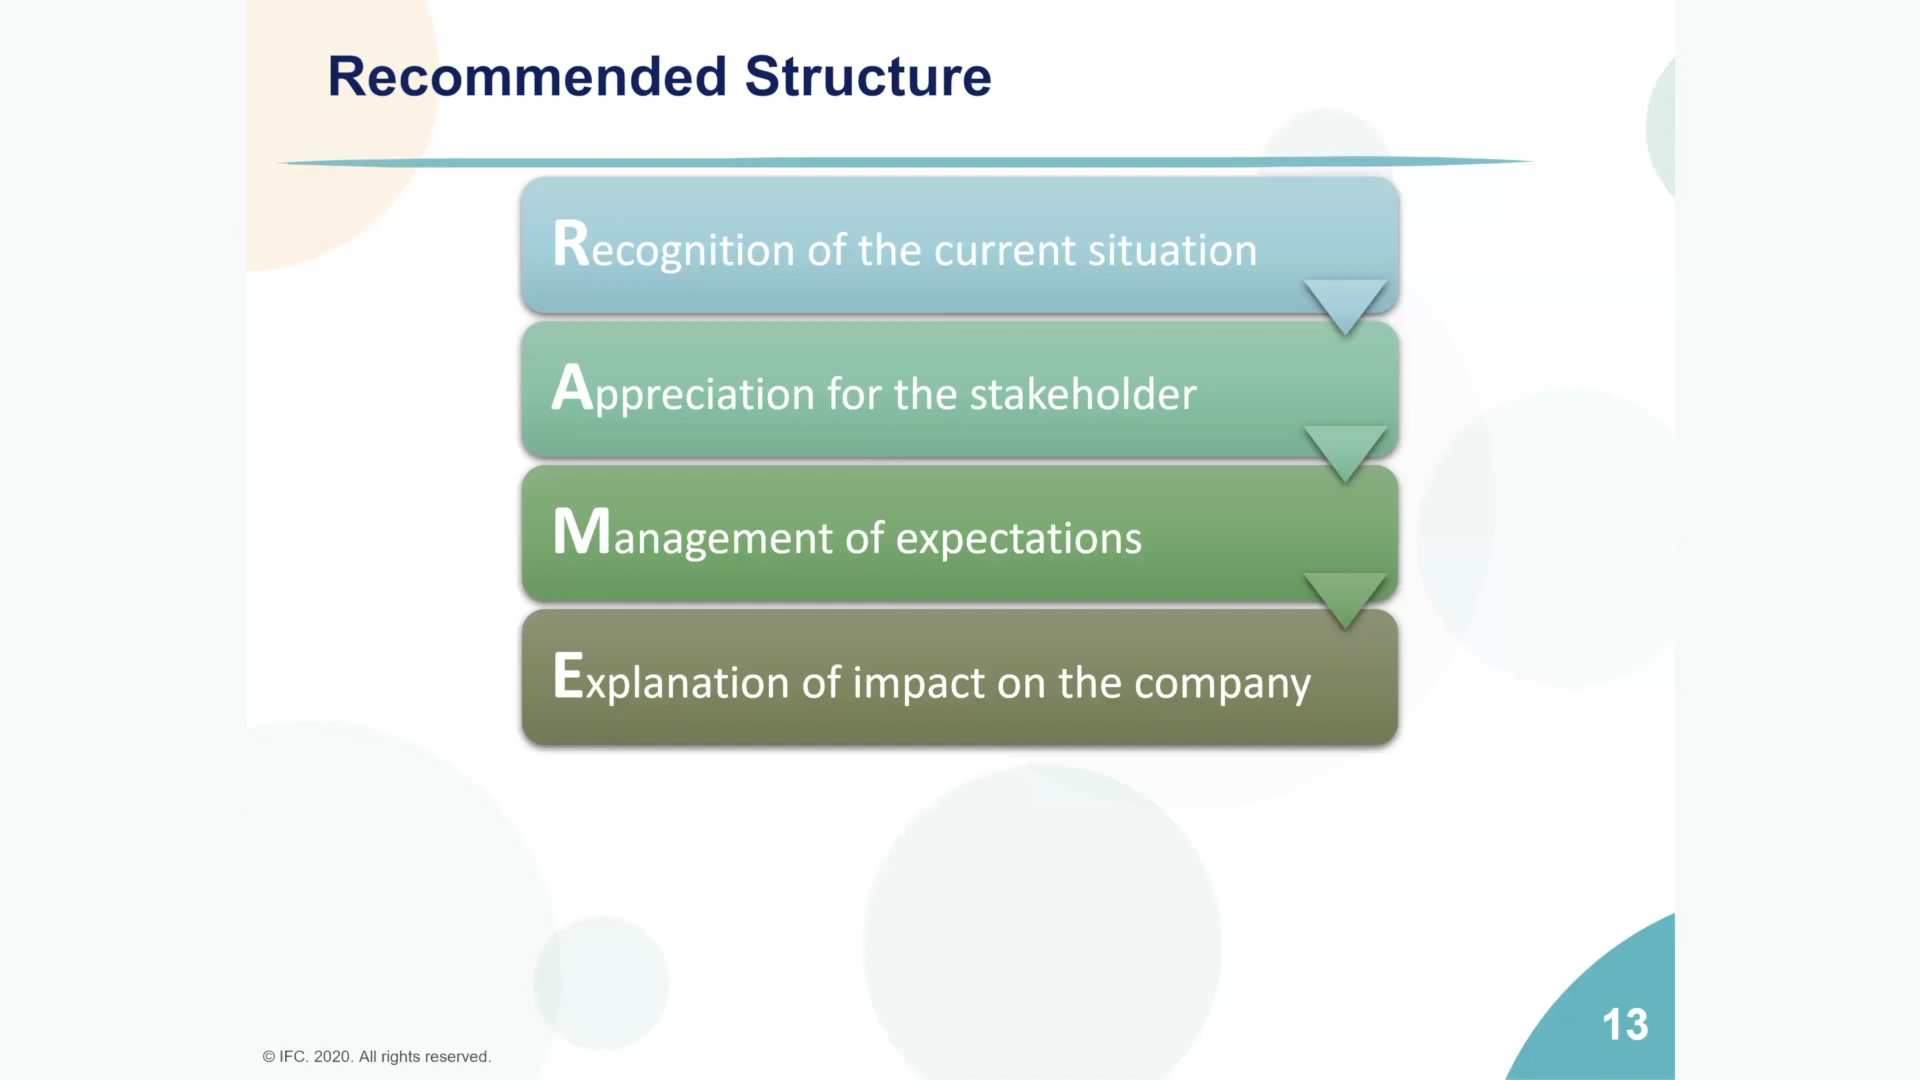 Recommended Structure
Recognition of the current situation
Appreciation for the stakeholder
Management of expectations
Explanation of impact on the company
13
© IFC. 2020. All rights reserved.